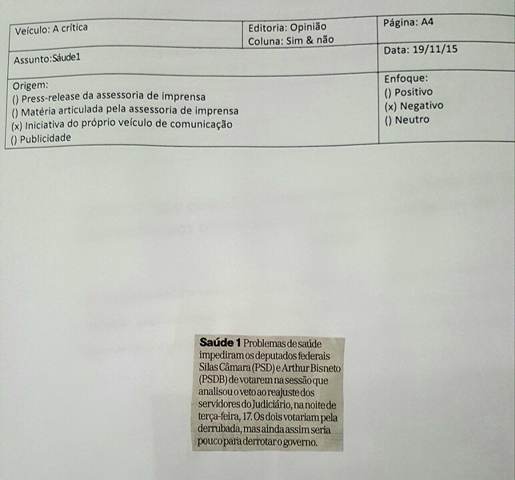 Veículo: A crítica
Editoria: Opinião
Coluna: Sim & não
Página: A4
Assunto:Sáude1
Data: 19/11/15
Origem:
() Press-release da assessoria de imprensa
() Matéria articulada pela assessoria de imprensa
(x) Iniciativa do próprio veículo de comunicação
() Publicidade
Enfoque:
() Positivo
(x) Negativo
() Neutro
Saúde 1 Problemas de saúde
impediram os deputados federais
Silas Câmara (PSD) e Arthur Bisneto
(PSDB) de votarem na sessão que
analisou o veto ao reajuste dos
servidores do Judiciário, na noite de
terça-feira, 17. Os dois votariam pela
derrubada, mas ainda assim seria
pouco para derrotar o governo.